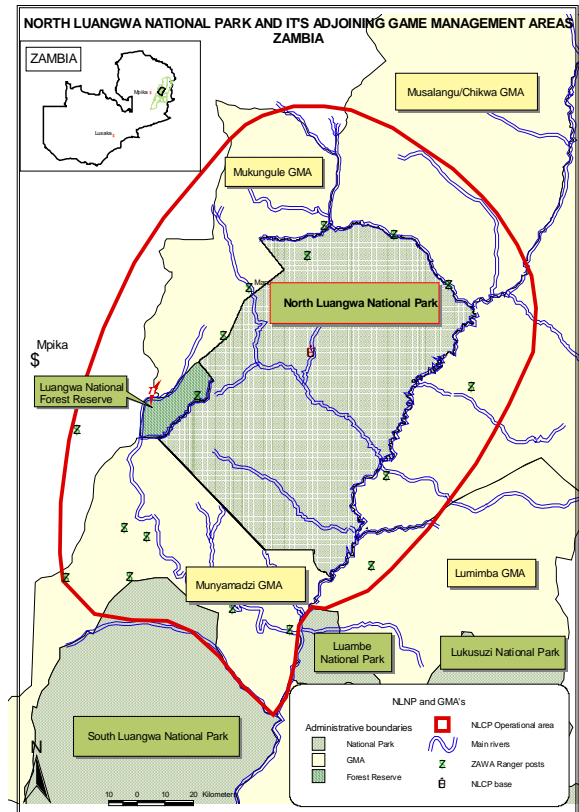 NORTH LUANGWA NATIONAL PARK AND IT'S ADJOINING GAME MANAGEMENT AREAS
ZAMBIA
ZAMBIA
Mpika
Lusaka
Musalangu/Chikwa GMA
Mukungule GMA
North Luangwa National Park
Mpika
$
Luangwa National
Forest Reserve
Munyamadzi GMA
Lumimba GMA
Luambe
National Park
Lukusuzi National Park
South Luangwa National Park
N
10 0 10 20 Kilometers
NLNP and GMA's
Administrative boundaries
National Park
GMA
Forest Reserve
NLCP Operational area
Main rivers
ZAWA Ranger posts
NLCP base